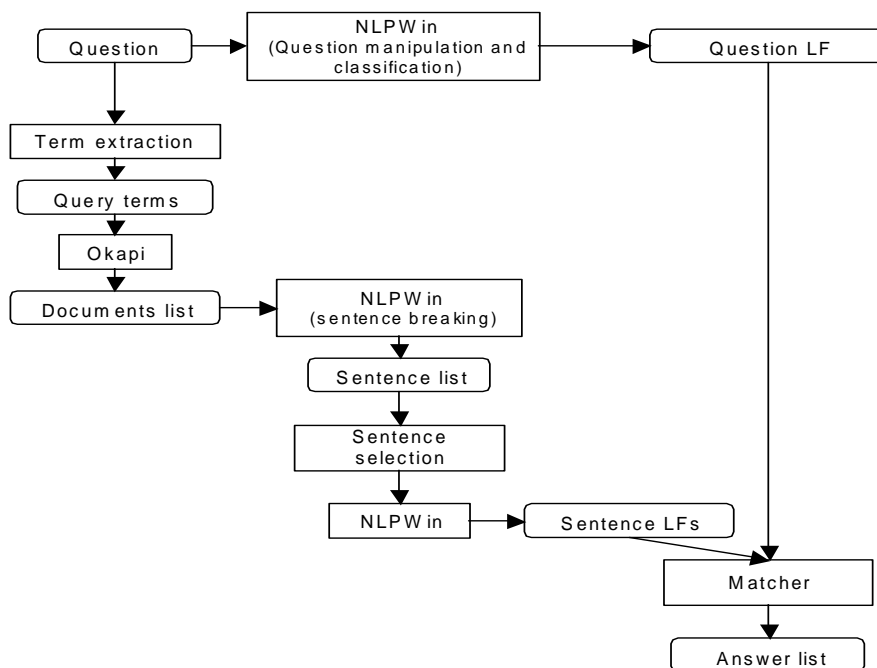 Question
NLPWin
(Question manipulation and
classification)
Question LF
Term extraction
Query terms
Okapi
Documents list
NLPWin
(sentence breaking)
Sentence list
Sentence
selection
NLPWin
Sentence LFs
Matcher
Answer list